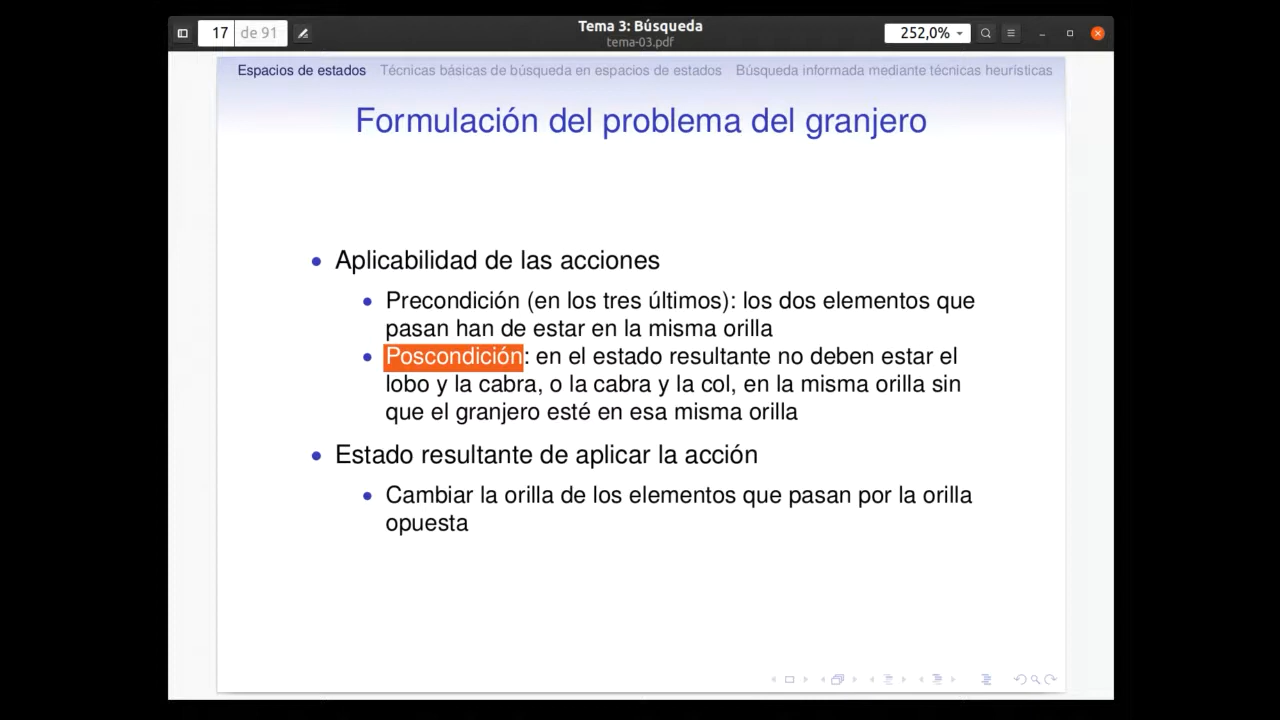 17 de 91
Tema 3: Búsqueda
tema-03.pdf
252,0%
Espacios de estados Técnicas básicas de búsqueda en espacios de estados Búsqueda informada mediante técnicas heurísticas
Formulación del problema del granjero
Aplicabilidad de las acciones
Precondición (en los tres últimos): los dos elementos que
pasan han de estar en la misma orilla
Poscondición: en el estado resultante no deben estar el
lobo y la cabra, o la cabra y la col, en la misma orilla sin
que el granjero esté en esa misma orilla
Estado resultante de aplicar la acción
Cambiar la orilla de los elementos que pasan por la orilla
opuesta